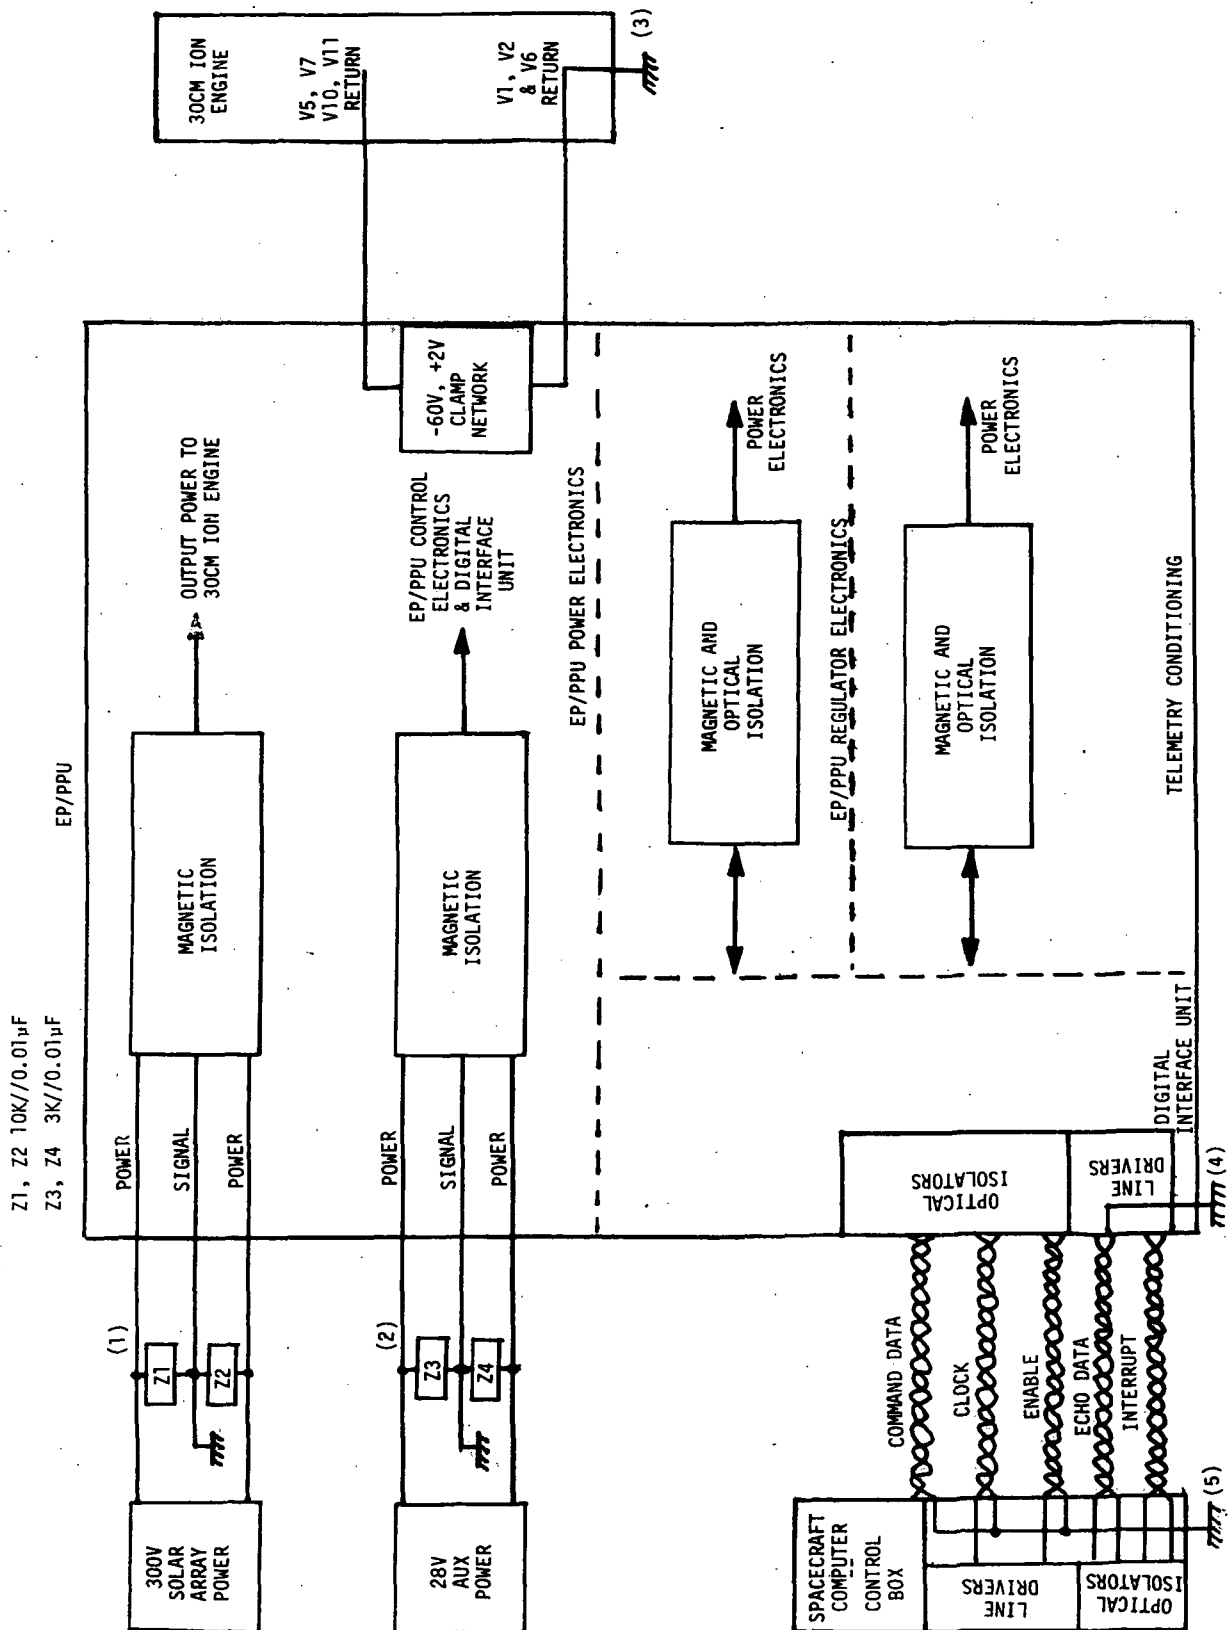 Z1, Z2 10K//0.01µF
Z3, Z4 3K//0.01µF
EP/PPU
300V
SOLAR
ARRAY
POWER
(1)
Z1
Z2
POWER
SIGNAL
POWER
MAGNETIC
ISOLATION
OUTPUT POWER TO
30CM ION ENGINE
30CM ION
ENGINE
V5, V7
V10, V11
RETURN
V1, V2
& V6
RETURN
(3)
28V
AUX
POWER
(2)
Z3
Z4
POWER
SIGNAL
POWER
MAGNETIC
ISOLATION
EP/PPU CONTROL
ELECTRONICS
& DIGITAL
INTERFACE
UNIT
-60V, +2V
CLAMP
NETWORK
EP/PPU POWER ELECTRONICS
MAGNETIC AND
OPTICAL
ISOLATION
POWER
ELECTRONICS
EP/PPU REGULATOR ELECTRONICS
MAGNETIC AND
OPTICAL
ISOLATION
POWER
ELECTRONICS
TELEMETRY CONDITIONING
SPACECRAFT
COMPUTER
CONTROL
BOX
LINE
DRIVERS
OPTICAL
ISOLATORS
(5)
COMMAND DATA
CLOCK
ENABLE
ECHO DATA
INTERRUPT
OPTICAL
ISOLATORS
LINE
DRIVERS
DIGITAL
INTERFACE UNIT
(4)